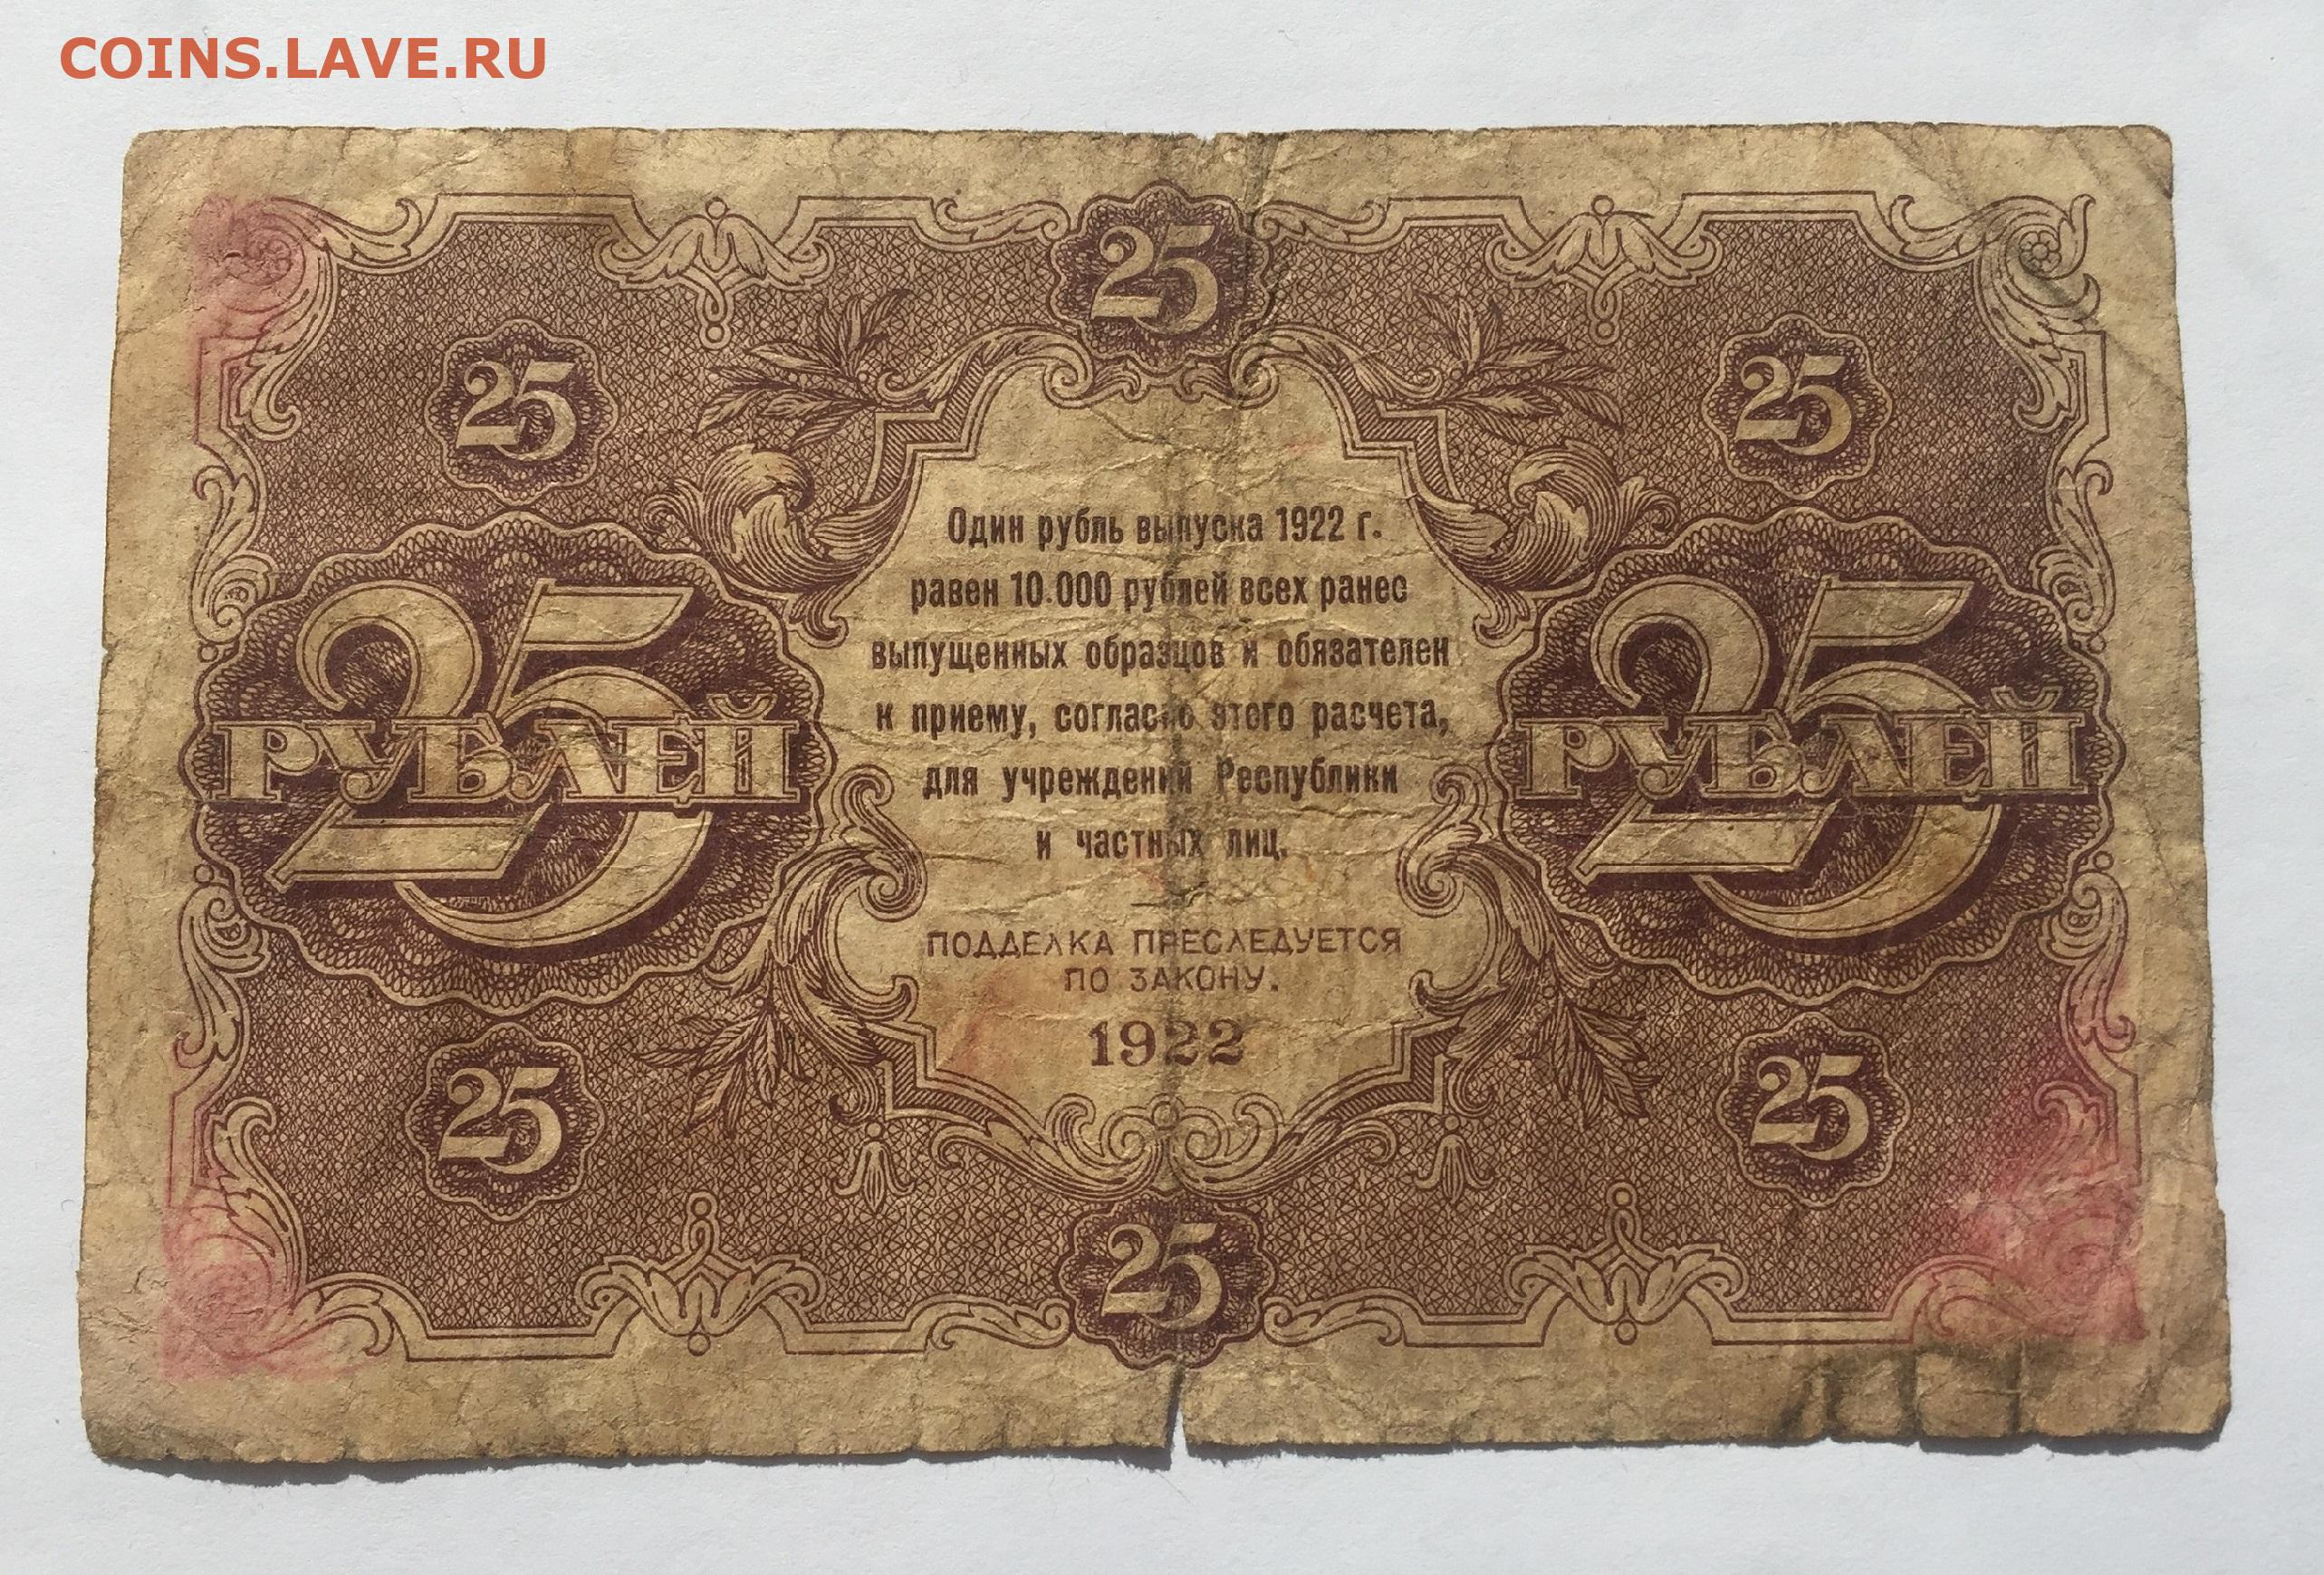 COINS.LAVE.RU
25
25
25
Один рубль выпуска 1922 г.
равен 10.000 рублей всех ранее
выпущенных образцов и обязателен
к приему, согласно этого расчета,
для учреждений Республики
и частных лиц.
25
РУБЛЕЙ
25
РУБЛЕЙ
ПОДДЕЛКА ПРЕСЛЕДУЕТСЯ
ПО ЗАКОНУ.
1922
25
25
25